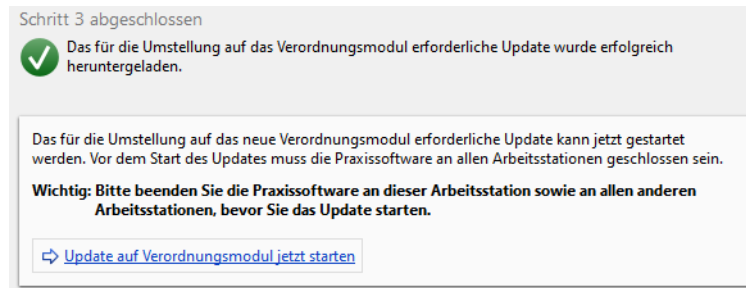 Schritt 3 abgeschlossen
Das für die Umstellung auf das Verordnungsmodul erforderliche Update wurde erfolgreich
heruntergeladen.
Das für die Umstellung auf das neue Verordnungsmodul erforderliche Update kann jetzt gestartet
werden. Vor dem Start des Updates muss die Praxissoftware an allen Arbeitsstationen geschlossen sein.
Wichtig: Bitte beenden Sie die Praxissoftware an dieser Arbeitsstation sowie an allen anderen
Arbeitsstationen, bevor Sie das Update starten.
Update auf Verordnungsmodul jetzt starten